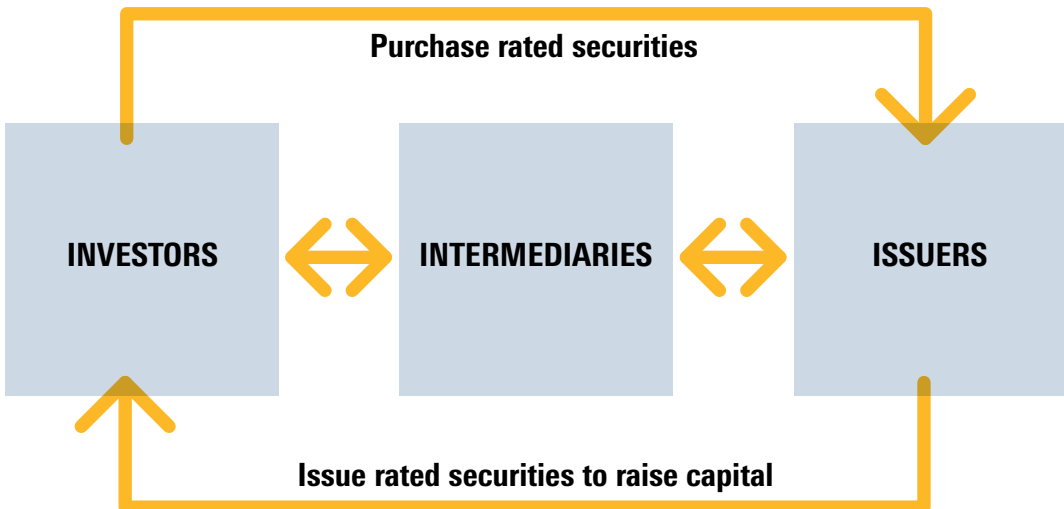 Purchase rated securities
INVESTORS
INTERMEDIARIES
ISSUERS
Issue rated securities to raise capital